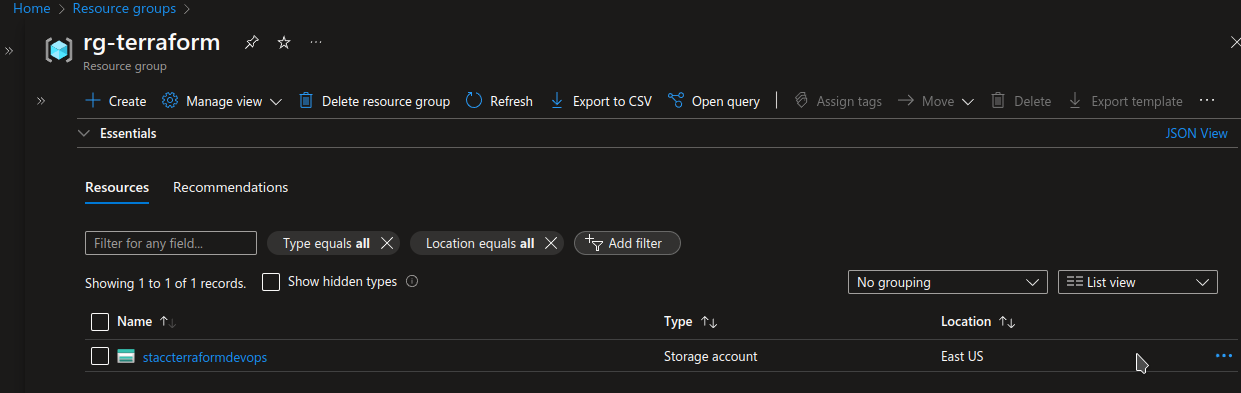 Home > Resource groups >
rg-terraform
Resource group
Create Manage view Delete resource group Refresh Export to CSV Open query Assign tags Move Delete Export template
Essentials JSON View
Resources Recommendations
Filter for any field... Type equals all Location equals all Add filter
Showing 1 to 1 of 1 records. Show hidden types No grouping List view
Name Type Location
staccterraformdevops Storage account East US